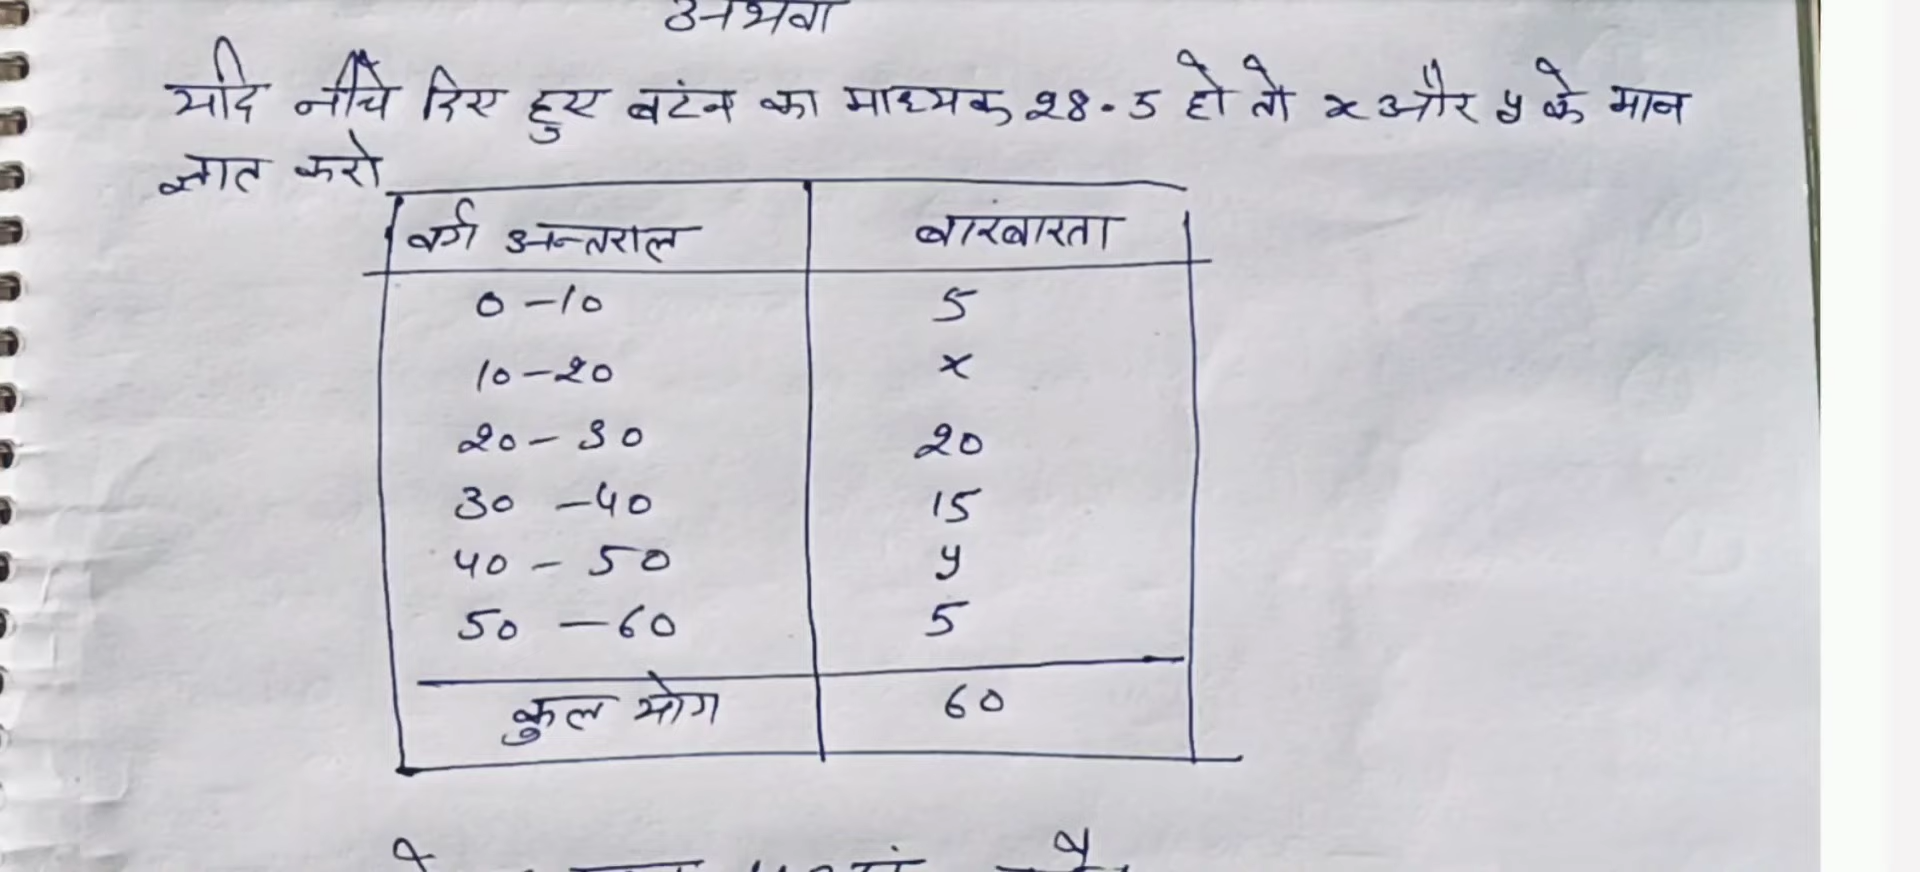 अथवा
यदि नीचे दिए हुए बटंन का माध्यक 28.5 हो तो x और y के मान
ज्ञात करो
वर्ग अन्तराल बारंबारता
0-10 5
10-20 x
20-30 20
30-40 15
40-50 y
50-60 5
कुल योग 60